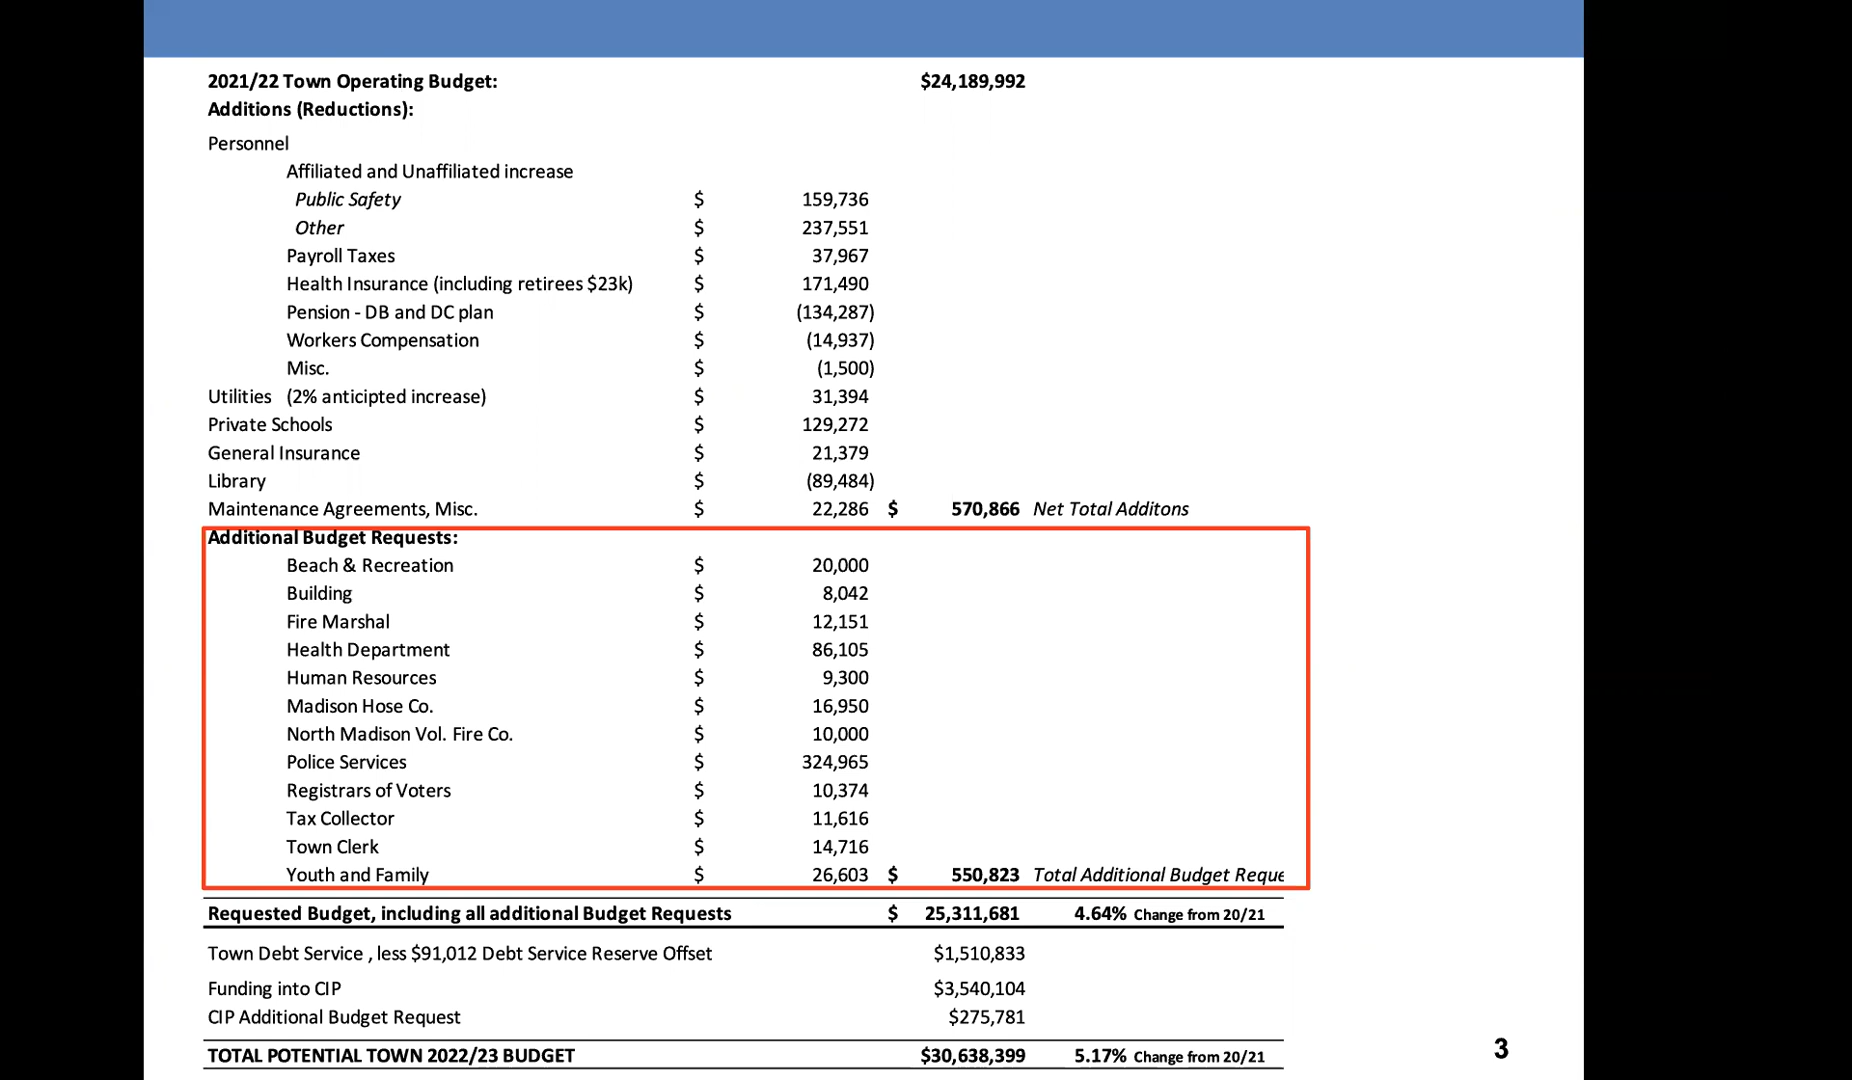 2021/22 Town Operating Budget: $24,189,992
Additions (Reductions):
Personnel
Affiliated and Unaffiliated increase
Public Safety $ 159,736
Other $ 237,551
Payroll Taxes $ 37,967
Health Insurance (including retirees $23k) $ 171,490
Pension - DB and DC plan $ (134,287)
Workers Compensation $ (14,937)
Misc. $ (1,500)
Utilities (2% anticipted increase) $ 31,394
Private Schools $ 129,272
General Insurance $ 21,379
Library $ (89,484)
Maintenance Agreements, Misc. $ 22,286 $ 570,866 Net Total Additons
Additional Budget Requests:
Beach & Recreation $ 20,000
Building $ 8,042
Fire Marshal $ 12,151
Health Department $ 86,105
Human Resources $ 9,300
Madison Hose Co. $ 16,950
North Madison Vol. Fire Co. $ 10,000
Police Services $ 324,965
Registrars of Voters $ 10,374
Tax Collector $ 11,616
Town Clerk $ 14,716
Youth and Family $ 26,603 $ 550,823 Total Additional Budget Reque
Requested Budget, including all additional Budget Requests $ 25,311,681 4.64% Change from 20/21
Town Debt Service , less $91,012 Debt Service Reserve Offset $1,510,833
Funding into CIP $3,540,104
CIP Additional Budget Request $275,781
TOTAL POTENTIAL TOWN 2022/23 BUDGET $30,638,399 5.17% Change from 20/21
3